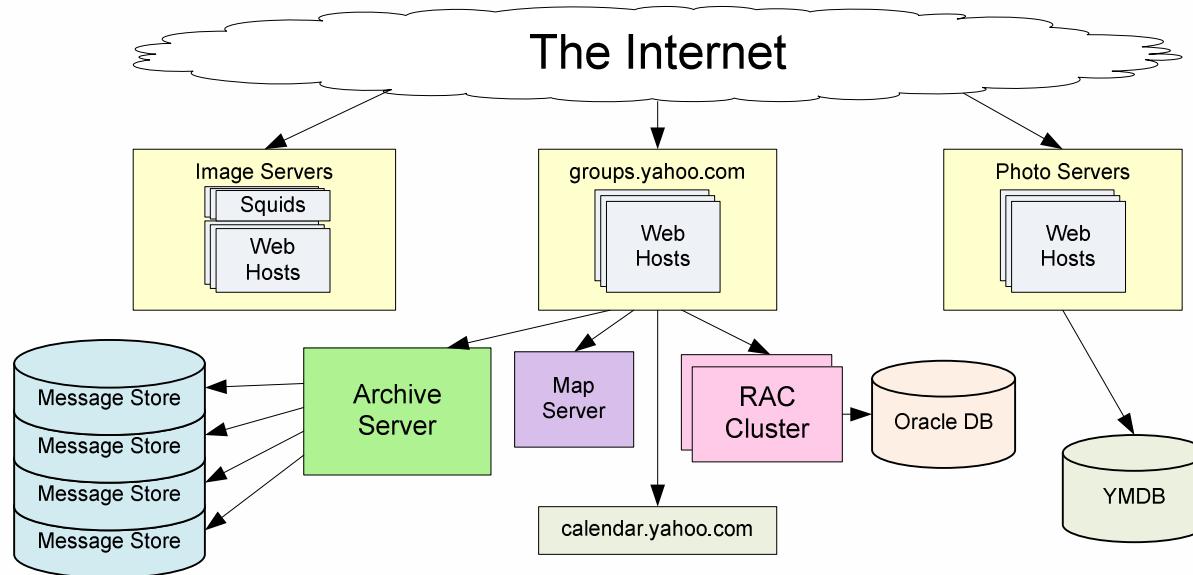 The Internet
Image Servers
Squids
Web
Hosts
groups.yahoo.com
Web
Hosts
Photo Servers
Web
Hosts
Message Store
Message Store
Message Store
Message Store
Archive
Server
Map
Server
RAC
Cluster
Oracle DB
YMDB
calendar.yahoo.com